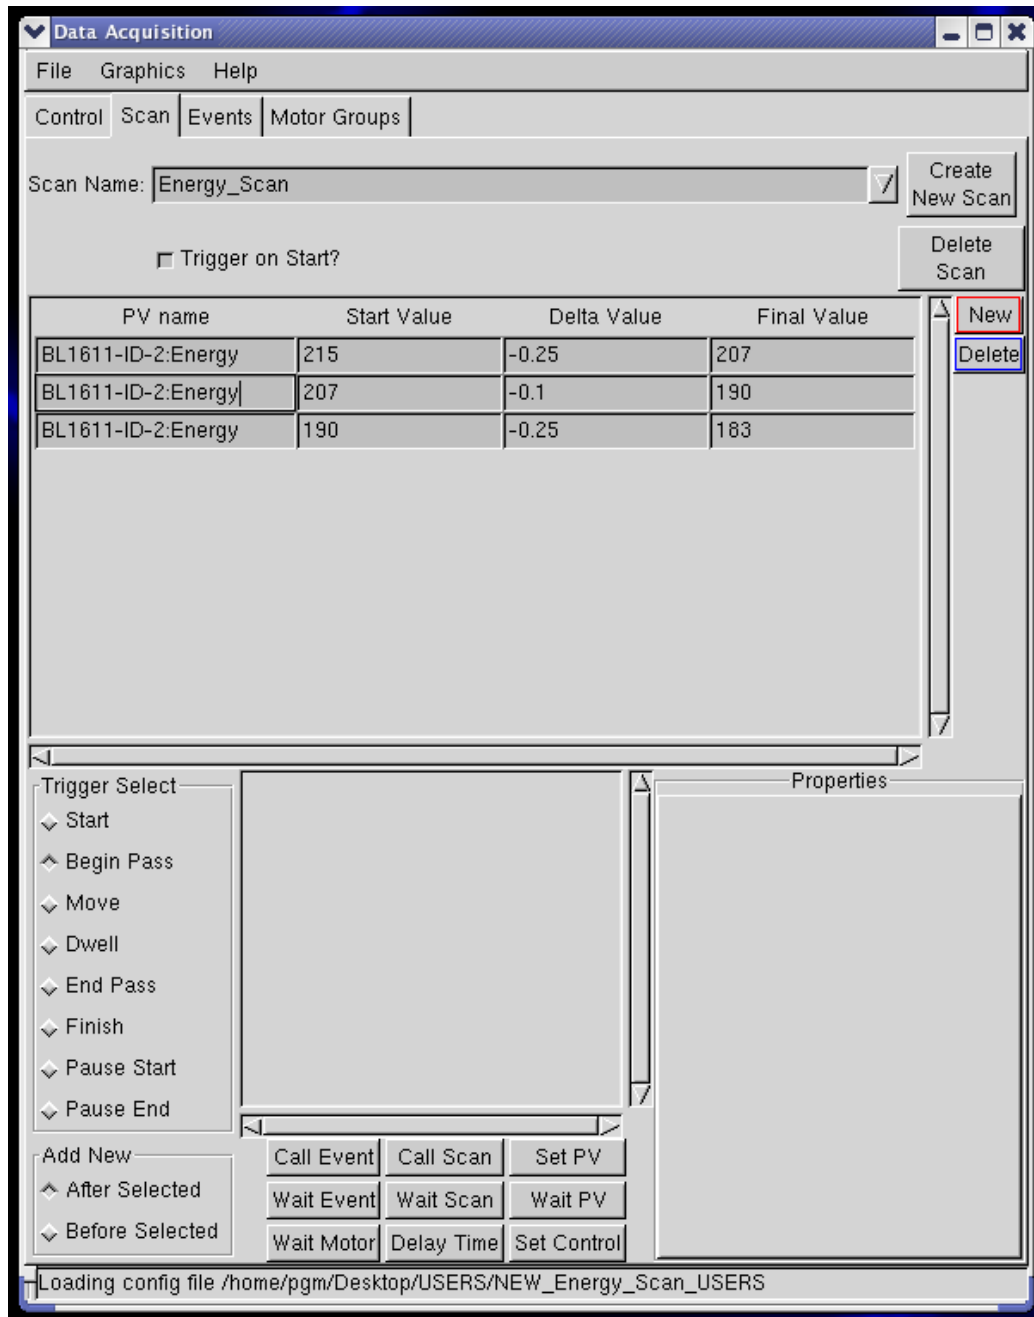 Data Acquisition
File Graphics Help
Control Scan Events Motor Groups
Scan Name: Energy_Scan
Create New Scan
Trigger on Start?
Delete Scan
PV name Start Value Delta Value Final Value
New
BL1611-ID-2:Energy 215 -0.25 207
Delete
BL1611-ID-2:Energy 207 -0.1 190
BL1611-ID-2:Energy 190 -0.25 183
Trigger Select
Start
Begin Pass
Move
Dwell
End Pass
Finish
Pause Start
Pause End
Properties
Add New
After Selected
Before Selected
Call Event Call Scan Set PV
Wait Event Wait Scan Wait PV
Wait Motor Delay Time Set Control
Loading config file /home/pgm/Desktop/USERS/NEW_Energy_Scan_USERS